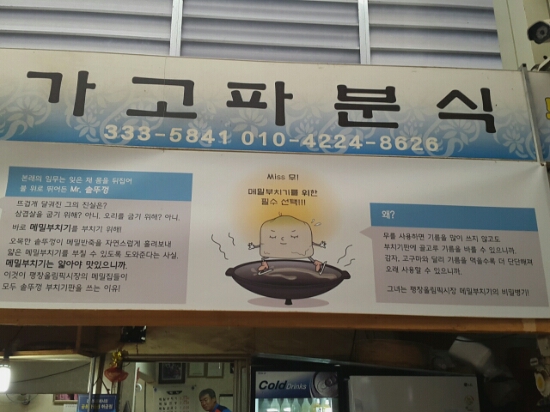 가고파분식
333-5841 010-4224-8626
본래의 임무는 잊은 채 몸을 뒤집어
불 위로 뛰어든 Mr. 솥뚜껑
뜨겁게 달궈진 그의 진실은?
삼겹살을 굽기 위해? 아니, 오리를 굽기 위해? 아니,
바로 메밀부치기를 부치기 위해!
오목한 솥뚜껑이 메밀반죽을 자연스럽게 흘려보내
얇은 메밀부치기를 부칠 수 있도록 도와준다는 사실.
메밀부치기는 얇아야 맛있으니까.
이것이 평창올림픽시장의 메밀집들이
모두 솥뚜껑 부치기판을 쓰는 이유!
Miss 무!
메밀부치기를 위한
필수 선택!!!
왜?
무를 사용하면 기름을 많이 쓰지 않고도
부치기판에 골고루 기름을 바를 수 있으니까.
감자, 고구마와 달리 기름을 먹을수록 더 단단해져
오래 사용할 수 있으니까.
그녀는 평창올림픽시장 메밀부치기의 비밀병기!
Cold Drinks